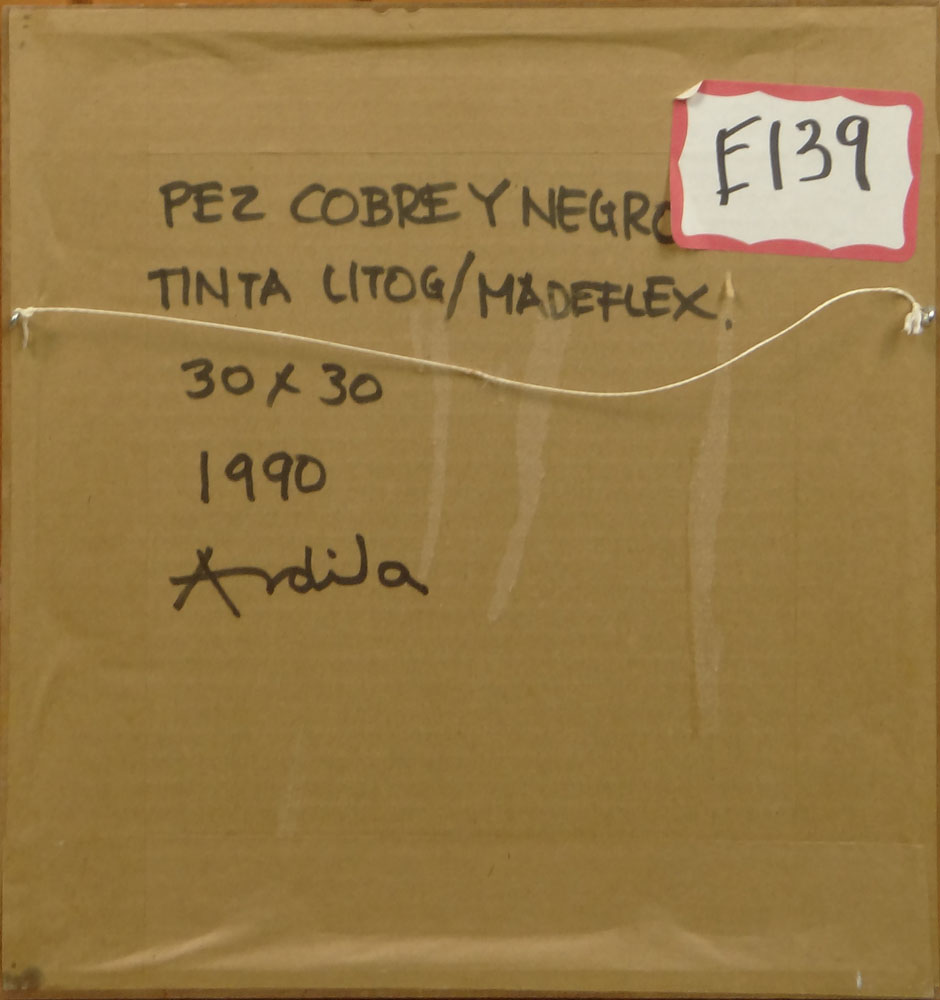 E139
PEZ COBRE Y NEGRO
TINTA LITOG/MADEFLEX.
30 X 30
1990
Ardila